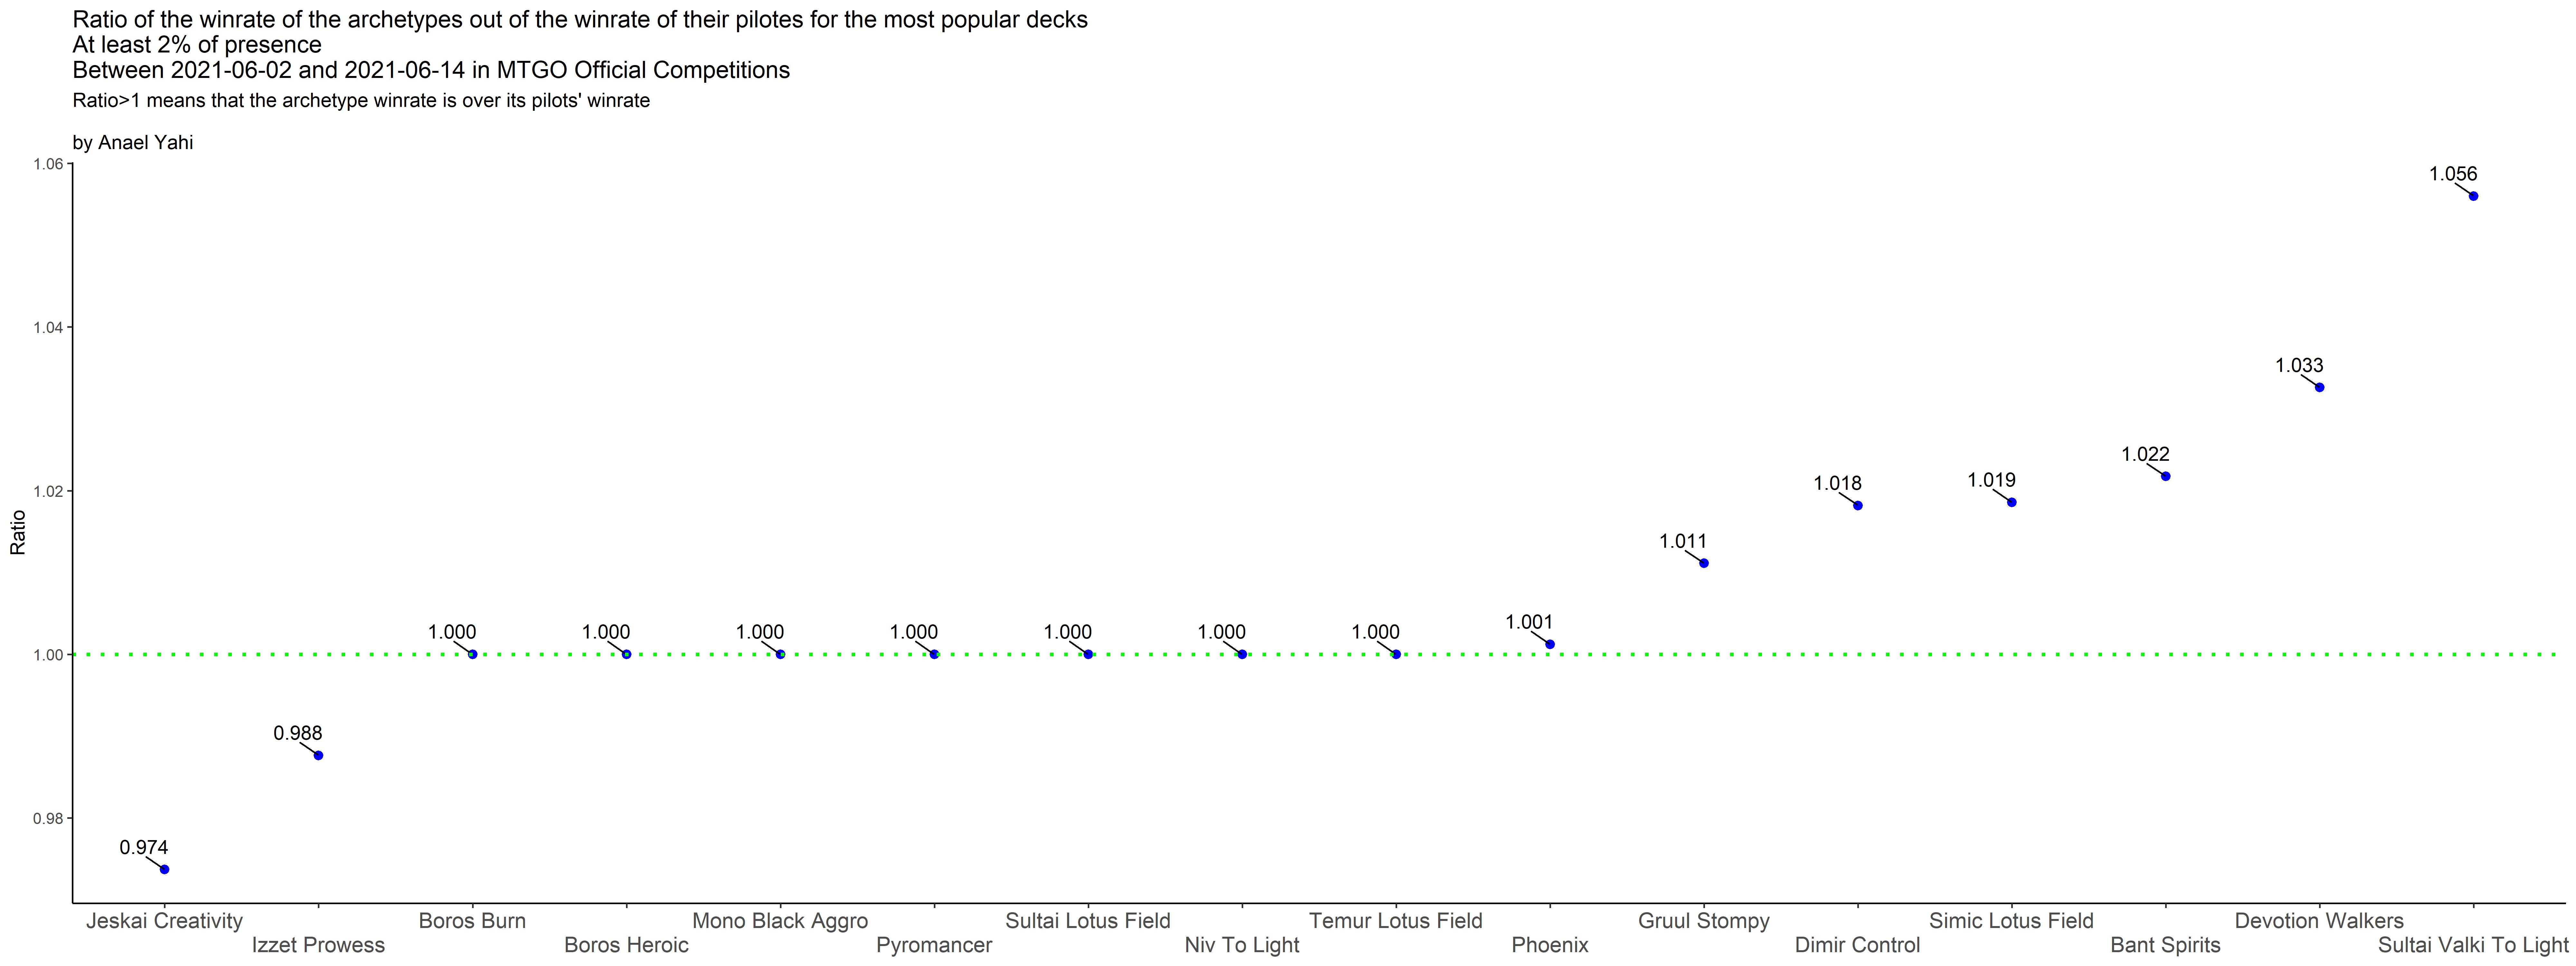 Ratio of the winrate of the archetypes out of the winrate of their pilotes for the most popular decks
At least 2% of presence
Between 2021-06-02 and 2021-06-14 in MTGO Official Competitions
Ratio>1 means that the archetype winrate is over its pilots' winrate
by Anael Yahi
1.06
1.04
1.02
1.00
0.98
Ratio
0.974
0.988
1.000
1.000
1.000
1.000
1.000
1.000
1.000
1.001
1.011
1.018
1.019
1.022
1.033
1.056
Jeskai Creativity
Izzet Prowess
Boros Burn
Boros Heroic
Mono Black Aggro
Pyromancer
Sultai Lotus Field
Niv To Light
Temur Lotus Field
Phoenix
Gruul Stompy
Dimir Control
Simic Lotus Field
Bant Spirits
Devotion Walkers
Sultai Valki To Light